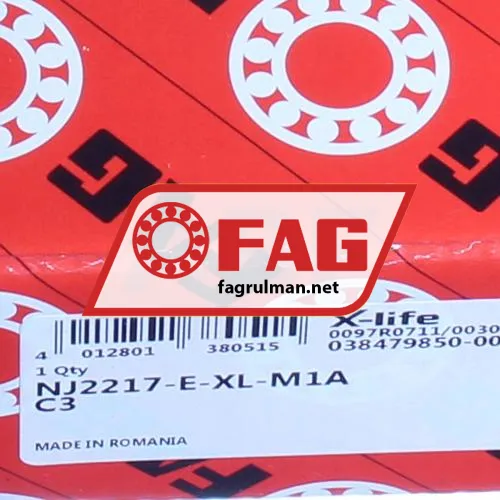 FAG
fagrulman.net
X-life
0097R0711/0030
038479850-00
4 012801 380515
1 Qty
NJ2217-E-XL-M1A
C3
MADE IN ROMANIA